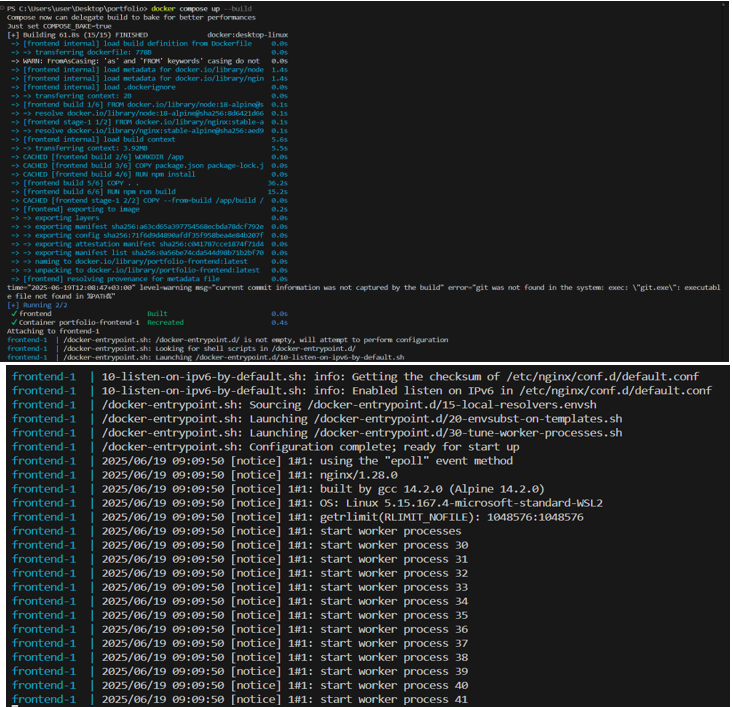 PS C:\Users\user\Desktop\portfolio> docker compose up --build
Compose now can delegate build to bake for better performances
Just set COMPOSE_BAKE=true
[+] Building 61.8s (15/15) FINISHED docker:desktop-linux
=> [frontend internal] load build definition from Dockerfile 0.0s
=> => transferring dockerfile: 778B 0.0s
=> WARN: FromAsCasing: 'as' and 'FROM' keywords' casing do not 0.0s
=> [frontend internal] load metadata for docker.io/library/node 1.4s
=> [frontend internal] load metadata for docker.io/library/ngin 1.4s
=> [frontend internal] load .dockerignore 0.0s
=> => transferring context: 2B 0.0s
=> [frontend build 1/6] FROM docker.io/library/node:18-alpine@s 0.1s
=> => resolve docker.io/library/node:18-alpine@sha256:8d6421d66 0.1s
=> [frontend stage-1 1/2] FROM docker.io/library/nginx:stable-a 0.1s
=> => resolve docker.io/library/nginx:stable-alpine@sha256:aed9 0.1s
=> [frontend internal] load build context 5.6s
=> => transferring context: 3.92MB 5.5s
=> CACHED [frontend build 2/6] WORKDIR /app 0.0s
=> CACHED [frontend build 3/6] COPY package.json package-lock.j 0.0s
=> CACHED [frontend build 4/6] RUN npm install 0.0s
=> [frontend build 5/6] COPY . . 36.2s
=> [frontend build 6/6] RUN npm run build 15.2s
=> CACHED [frontend stage-1 2/2] COPY --from=build /app/build / 0.0s
=> [frontend] exporting to image 0.2s
=> => exporting layers 0.0s
=> => exporting manifest 0.0s
=> => exporting config 0.0s
=> => exporting attestation manifest 0.0s
=> => exporting manifest list 0.0s
=> => naming to docker.io/library/portfolio-frontend:latest 0.0s
=> => unpacking to docker.io/library/portfolio-frontend:latest 0.0s
=> [frontend] resolving provenance for metadata file 0.0s
time="2025-06-19T12:08:47+03:00" level=warning msg="current commit information was not captured by the build" error="git was not found in the system: exec: \"git.exe\": executabl
e file not found in %PATH%"
[+] Running 2/2
✓ frontend Built 0.0s
✓ Container portfolio-frontend-1 Recreated 0.4s
Attaching to frontend-1
frontend-1 | /docker-entrypoint.sh: /docker-entrypoint.d/ is not empty, will attempt to perform configuration
frontend-1 | /docker-entrypoint.sh: Looking for shell scripts in /docker-entrypoint.d/
frontend-1 | /docker-entrypoint.sh: Launching /docker-entrypoint.d/10-listen-on-ipv6-by-default.sh
frontend-1 | 10-listen-on-ipv6-by-default.sh: info: Getting the checksum of /etc/nginx/conf.d/default.conf
frontend-1 | 10-listen-on-ipv6-by-default.sh: info: Enabled listen on IPv6 in /etc/nginx/conf.d/default.conf
frontend-1 | /docker-entrypoint.sh: Sourcing /docker-entrypoint.d/15-local-resolvers.envsh
frontend-1 | /docker-entrypoint.sh: Launching /docker-entrypoint.d/20-envsubst-on-templates.sh
frontend-1 | /docker-entrypoint.sh: Launching /docker-entrypoint.d/30-tune-worker-processes.sh
frontend-1 | /docker-entrypoint.sh: Configuration complete; ready for start up
frontend-1 | 2025/06/19 09:09:50 [notice] 1#1: using the "epoll" event method
frontend-1 | 2025/06/19 09:09:50 [notice] 1#1: nginx/1.28.0
frontend-1 | 2025/06/19 09:09:50 [notice] 1#1: built by gcc 14.2.0 (Alpine 14.2.0)
frontend-1 | 2025/06/19 09:09:50 [notice] 1#1: OS: Linux 5.15.167.4-microsoft-standard-WSL2
frontend-1 | 2025/06/19 09:09:50 [notice] 1#1: getrlimit(RLIMIT_NOFILE): 1048576:1048576
frontend-1 | 2025/06/19 09:09:50 [notice] 1#1: start worker processes
frontend-1 | 2025/06/19 09:09:50 [notice] 1#1: start worker process 30
frontend-1 | 2025/06/19 09:09:50 [notice] 1#1: start worker process 31
frontend-1 | 2025/06/19 09:09:50 [notice] 1#1: start worker process 32
frontend-1 | 2025/06/19 09:09:50 [notice] 1#1: start worker process 33
frontend-1 | 2025/06/19 09:09:50 [notice] 1#1: start worker process 34
frontend-1 | 2025/06/19 09:09:50 [notice] 1#1: start worker process 35
frontend-1 | 2025/06/19 09:09:50 [notice] 1#1: start worker process 36
frontend-1 | 2025/06/19 09:09:50 [notice] 1#1: start worker process 37
frontend-1 | 2025/06/19 09:09:50 [notice] 1#1: start worker process 38
frontend-1 | 2025/06/19 09:09:50 [notice] 1#1: start worker process 39
frontend-1 | 2025/06/19 09:09:50 [notice] 1#1: start worker process 40
frontend-1 | 2025/06/19 09:09:50 [notice] 1#1: start worker process 41